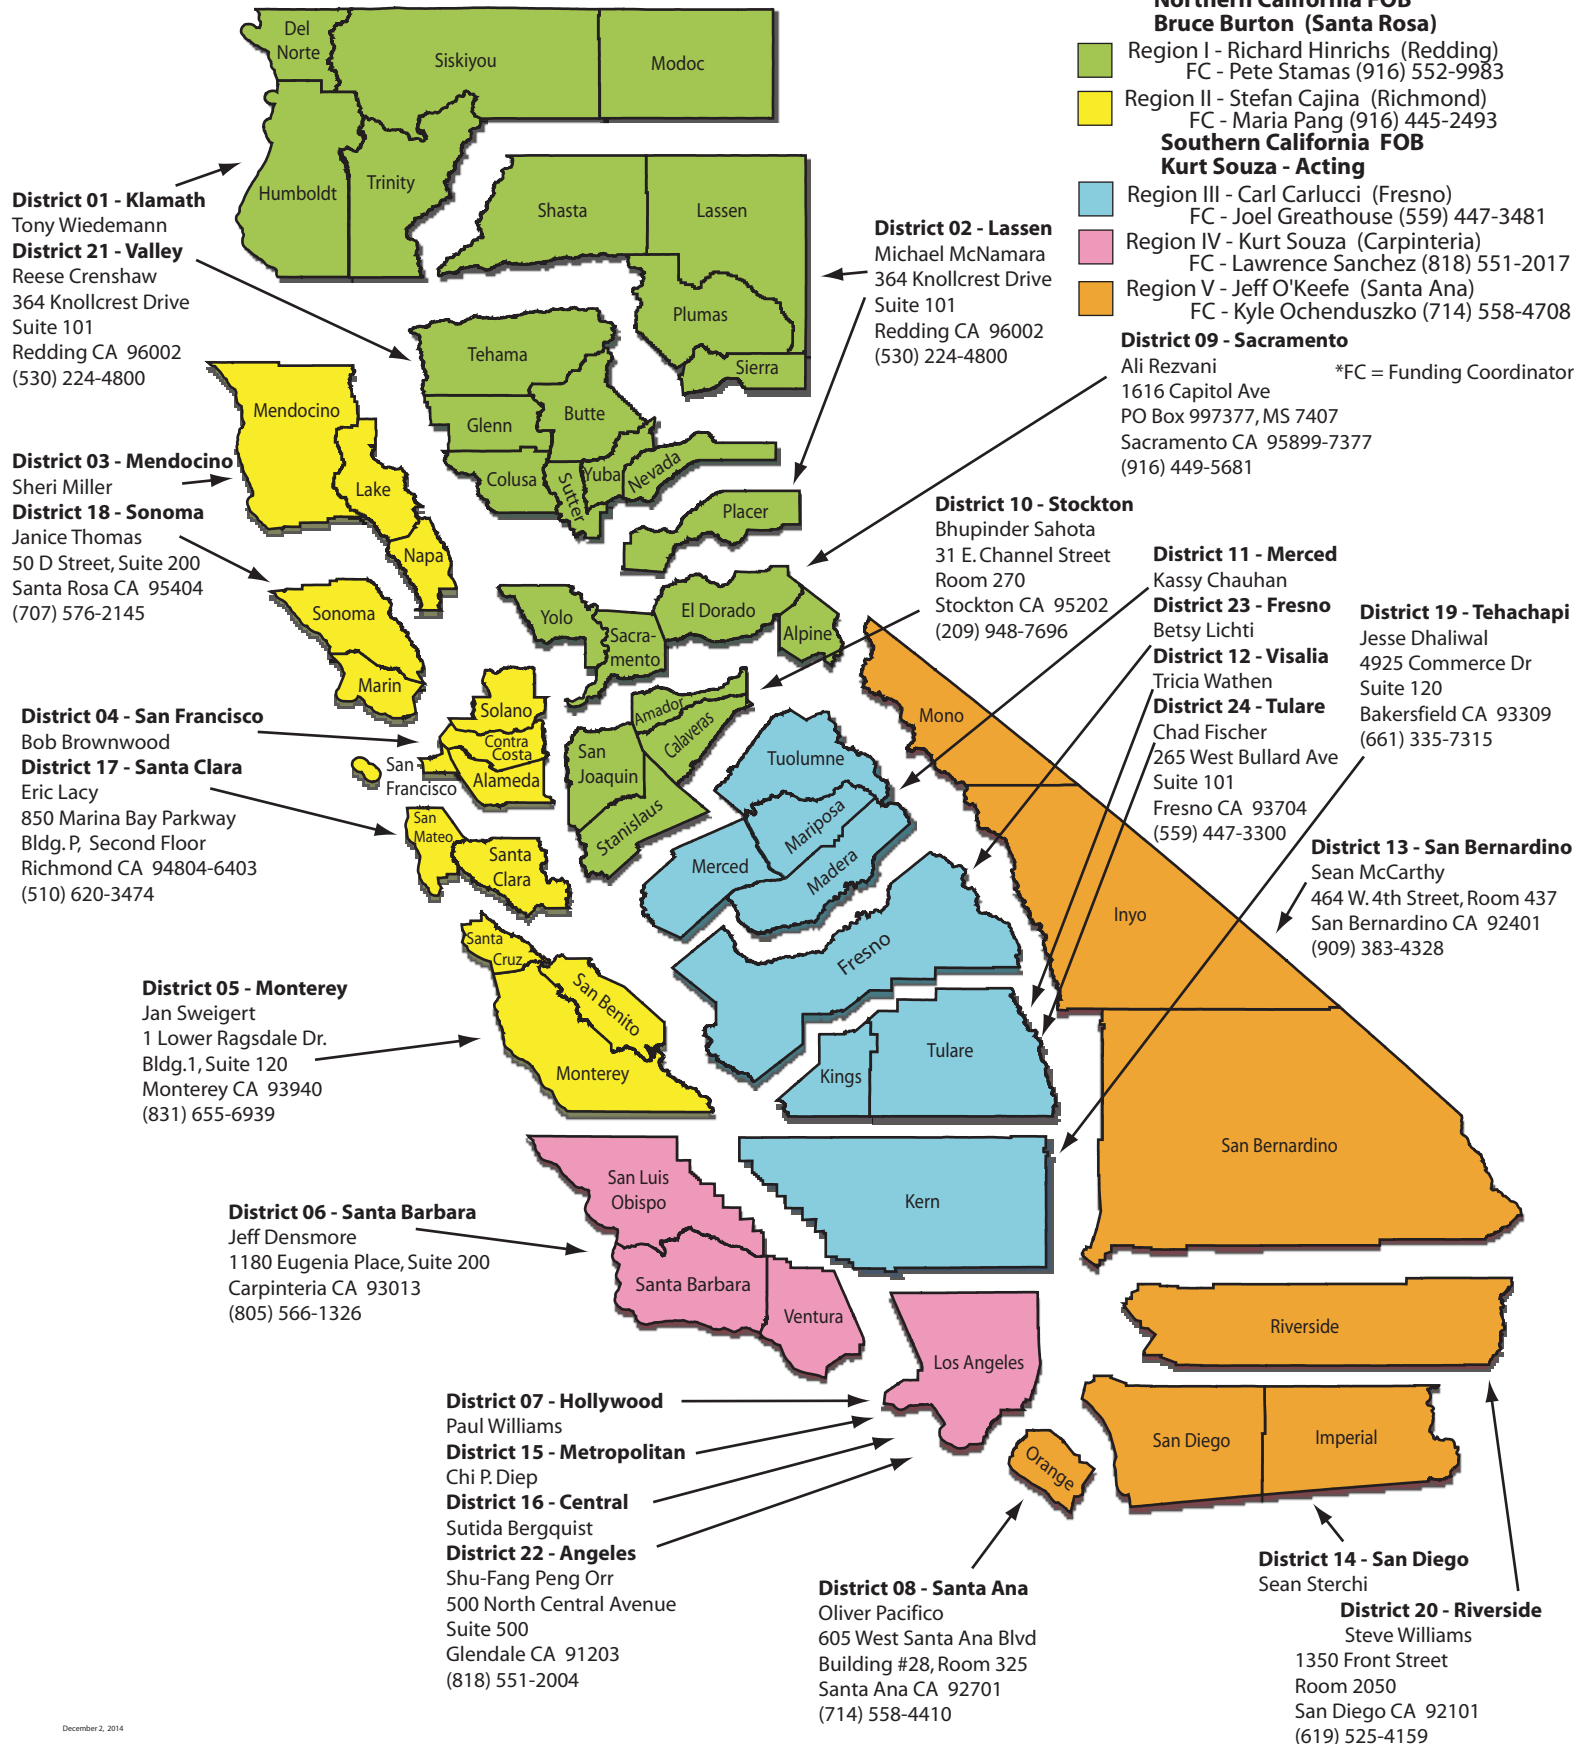 Northern California FOB
Bruce Burton (Santa Rosa)
Region I - Richard Hinrichs (Redding)
FC - Pete Stamas (916) 552-9983
Region II - Stefan Cajina (Richmond)
FC - Maria Pang (916) 445-2493
Southern California FOB
Kurt Souza - Acting
Region III - Carl Carlucci (Fresno)
FC - Joel Greathouse (559) 447-3481
Region IV - Kurt Souza (Carpinteria)
FC - Lawrence Sanchez (818) 551-2017
Region V - Jeff O'Keefe (Santa Ana)
FC - Kyle Ochenduszko (714) 558-4708
*FC = Funding Coordinator
Del
Norte
Siskiyou
Modoc
Humboldt
Trinity
Shasta
Lassen
Plumas
Sierra
Tehama
Glenn
Butte
Colusa
Sutter
Yuba
Nevada
Placer
District 01 - Klamath
Tony Wiedemann
District 21 - Valley
Reese Crenshaw
364 Knollcrest Drive
Suite 101
Redding CA 96002
(530) 224-4800
District 02 - Lassen
Michael McNamara
364 Knollcrest Drive
Suite 101
Redding CA 96002
(530) 224-4800
District 09 - Sacramento
Ali Rezvani
1616 Capitol Ave
PO Box 997377, MS 7407
Sacramento CA 95899-7377
(916) 449-5681
Mendocino
Lake
Napa
District 03 - Mendocino
Sheri Miller
District 18 - Sonoma
Janice Thomas
50 D Street, Suite 200
Santa Rosa CA 95404
(707) 576-2145
Sonoma
Marin
Yolo
Sacra-
mento
El Dorado
Alpine
District 10 - Stockton
Bhupinder Sahota
31 E. Channel Street
Room 270
Stockton CA 95202
(209) 948-7696
District 11 - Merced
Kassy Chauhan
District 23 - Fresno
Betsy Lichti
District 12 - Visalia
Tricia Wathen
District 24 - Tulare
Chad Fischer
265 West Bullard Ave
Suite 101
Fresno CA 93704
(559) 447-3300
District 19 - Tehachapi
Jesse Dhaliwal
4925 Commerce Dr
Suite 120
Bakersfield CA 93309
(661) 335-7315
District 13 - San Bernardino
Sean McCarthy
464 W. 4th Street, Room 437
San Bernardino CA 92401
(909) 383-4328
District 04 - San Francisco
Bob Brownwood
District 17 - Santa Clara
Eric Lacy
850 Marina Bay Parkway
Bldg. P, Second Floor
Richmond CA 94804-6403
(510) 620-3474
Solano
Contra
Costa
San
Francisco
Alameda
San
Mateo
Santa
Clara
Amador
Calaveras
San
Joaquin
Stanislaus
Tuolumne
Mariposa
Merced
Madera
Fresno
Mono
Inyo
Santa
Cruz
San Benito
Monterey
District 05 - Monterey
Jan Sweigert
1 Lower Ragsdale Dr.
Bldg.1, Suite 120
Monterey CA 93940
(831) 655-6939
Kings
Tulare
Kern
San Bernardino
San Luis
Obispo
Santa Barbara
Ventura
District 06 - Santa Barbara
Jeff Densmore
1180 Eugenia Place, Suite 200
Carpinteria CA 93013
(805) 566-1326
Los Angeles
Riverside
San Diego
Imperial
Orange
District 07 - Hollywood
Paul Williams
District 15 - Metropolitan
Chi P. Diep
District 16 - Central
Sutida Bergquist
District 22 - Angeles
Shu-Fang Peng Orr
500 North Central Avenue
Suite 500
Glendale CA 91203
(818) 551-2004
District 08 - Santa Ana
Oliver Pacifico
605 West Santa Ana Blvd
Building #28, Room 325
Santa Ana CA 92701
(714) 558-4410
District 14 - San Diego
Sean Sterchi
District 20 - Riverside
Steve Williams
1350 Front Street
Room 2050
San Diego CA 92101
(619) 525-4159
December 2, 2014